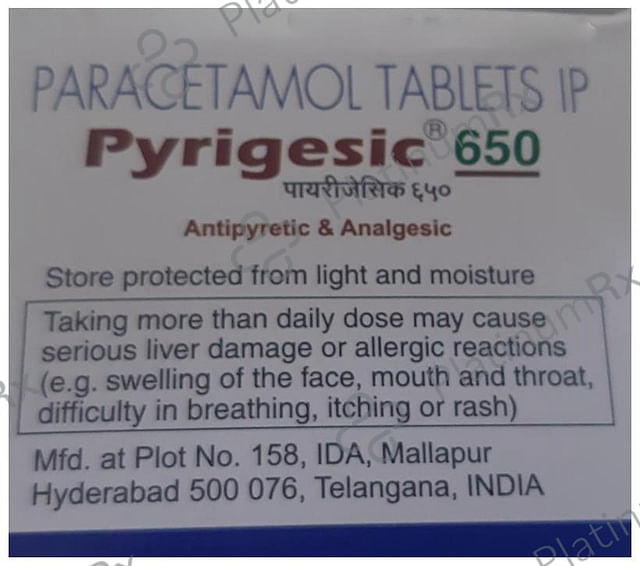 PARACETAMOL TABLETS IP
Pyrigesic® 650
पायरीजेसिक ६५०
Antipyretic & Analgesic
Store protected from light and moisture
Taking more than daily dose may cause
serious liver damage or allergic reactions
(e.g. swelling of the face, mouth and throat,
difficulty in breathing, itching or rash)
Mfd. at Plot No. 158, IDA, Mallapur
Hyderabad 500 076, Telangana, INDIA
PlatinumRx
PlatinumRx